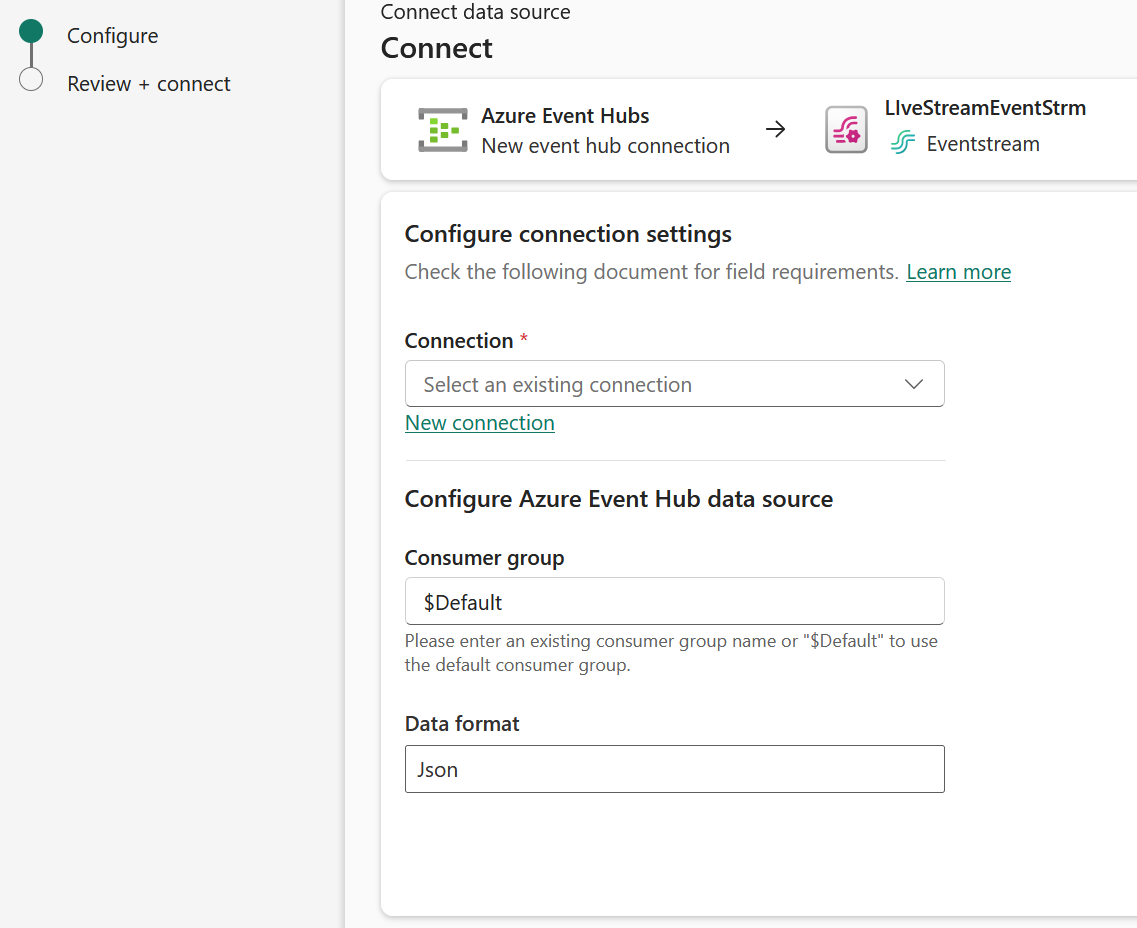 Configure
Review + connect
Connect data source
Connect
Azure Event Hubs
New event hub connection
LIveStreamEventStrm
Eventstream
Configure connection settings
Check the following document for field requirements. Learn more
Connection *
Select an existing connection
New connection
Configure Azure Event Hub data source
Consumer group
$Default
Please enter an existing consumer group name or "$Default" to use
the default consumer group.
Data format
Json